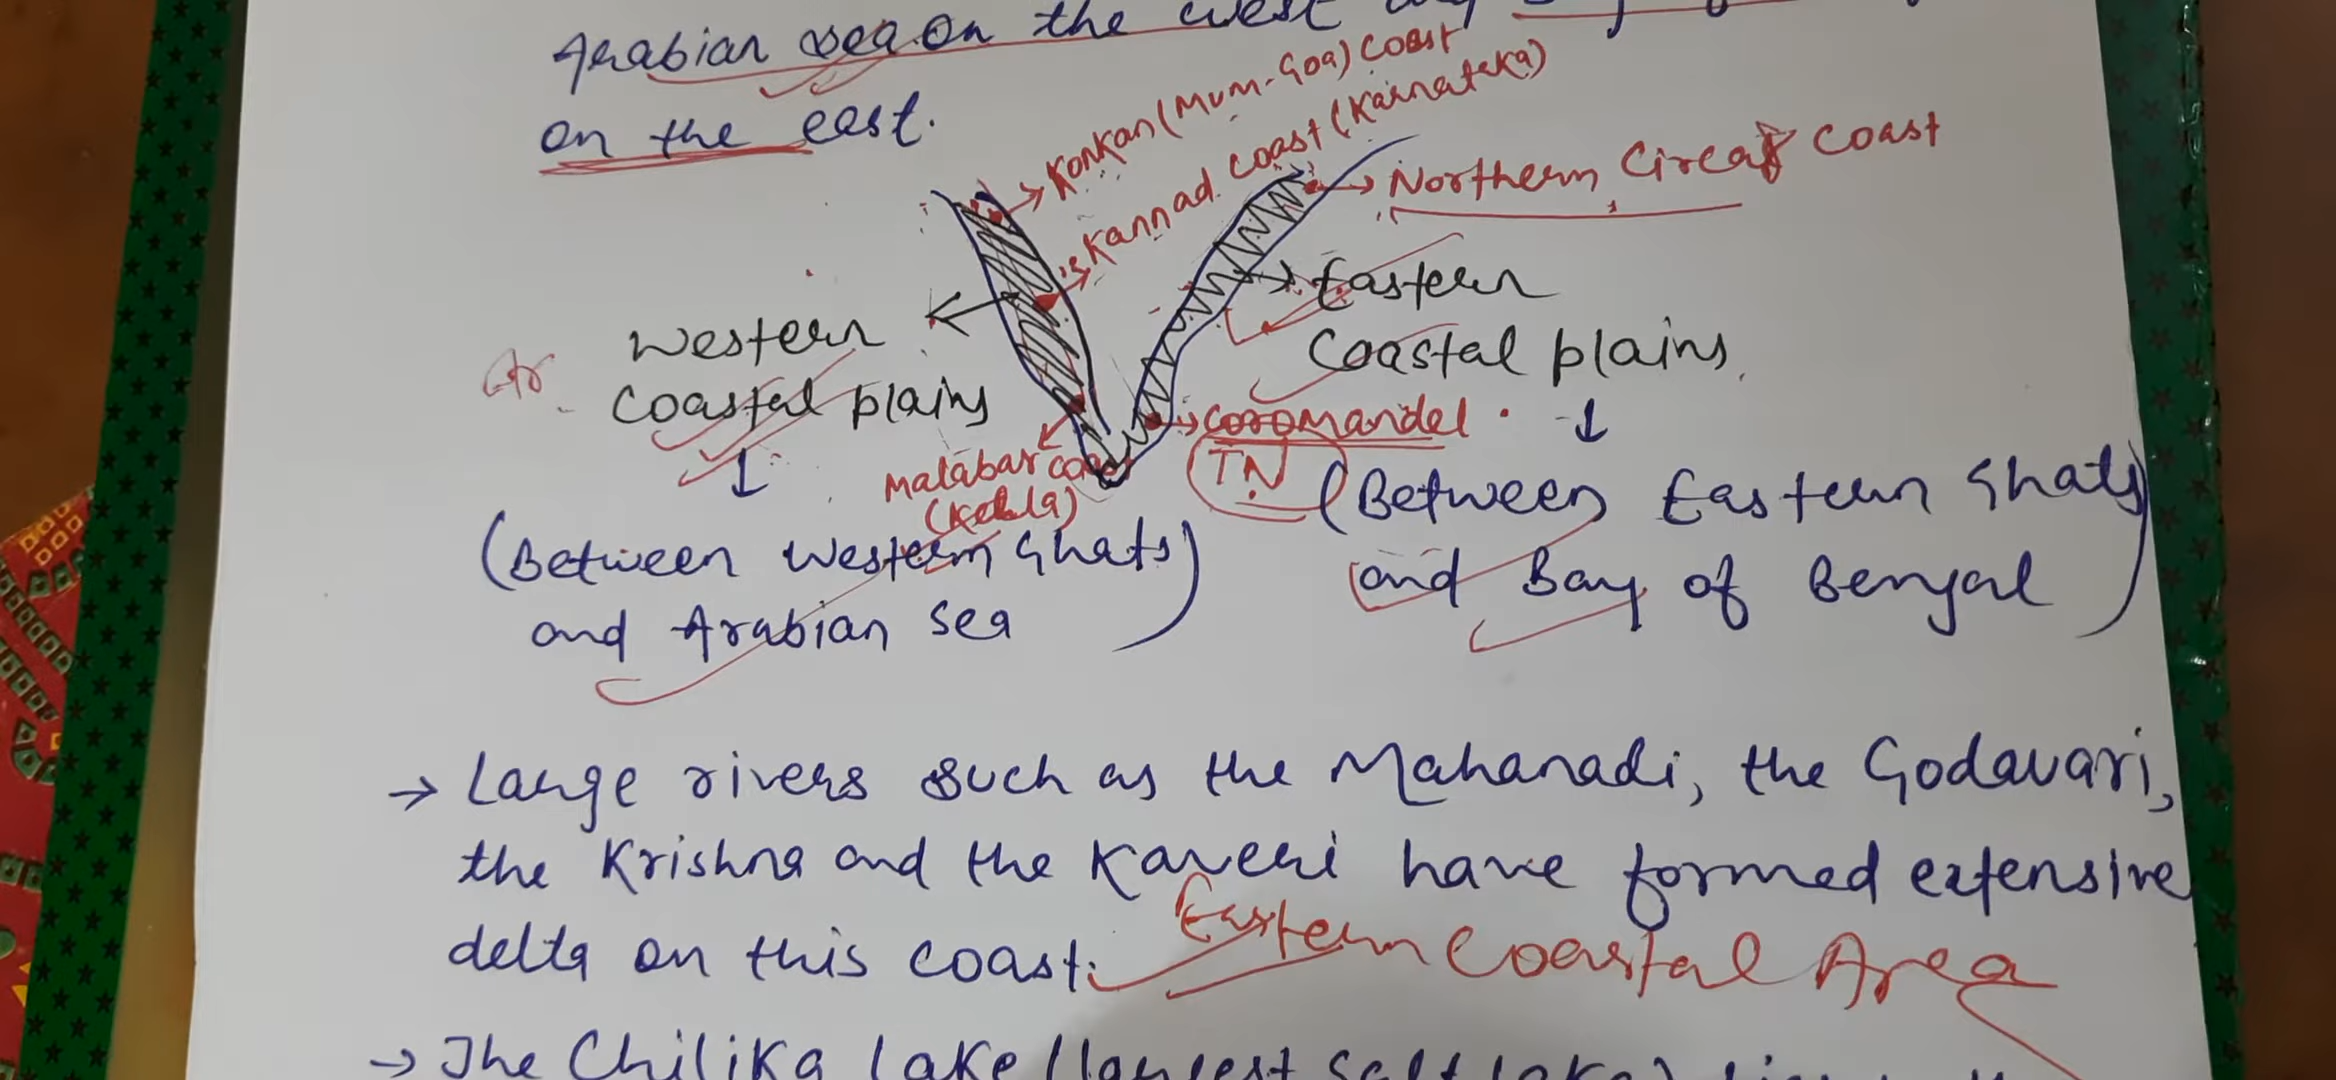 Arabian sea on the west
on the east.
Konkan (Mum-Goa) coast
Kannad coast (Karnataka)
Northern Circar Coast
Western
Coastal plains
Eastern
Coastal plains
Coromandel
TN
Malabar coast
(Between Western Ghats
and Arabian sea)
(Between Eastern Ghats
and Bay of Bengal)
→ Large rivers such as the Mahanadi, the Godavari,
the Krishna and the Kaveri have formed extensive
delta on this coast.
Eastern Coastal Area
→ The Chilika lake (largest salt lake)